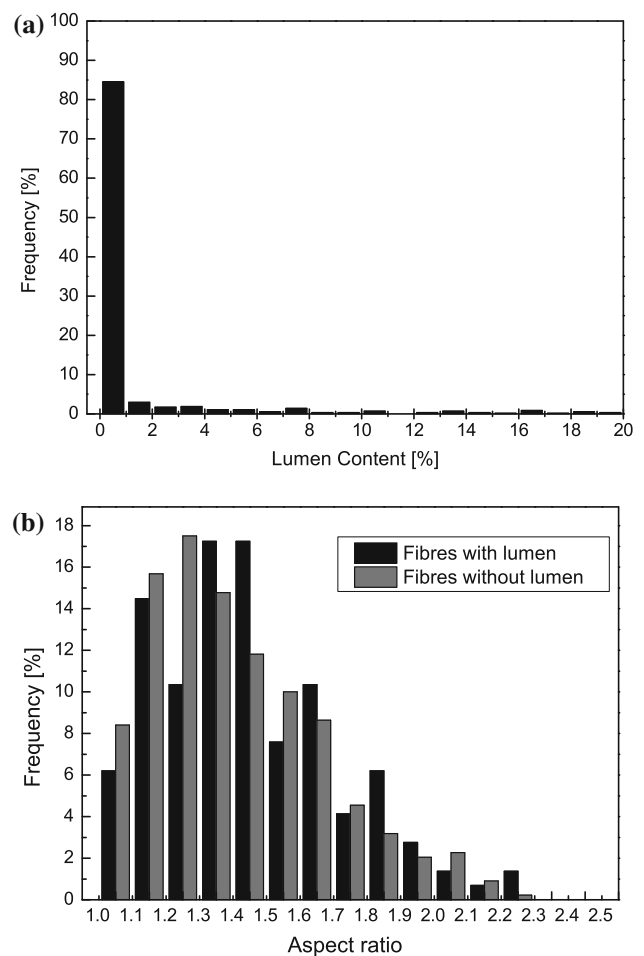 (a)
100
90
80
70
60
50
40
30
20
10
0
Frequency [%]
0 2 4 6 8 10 12 14 16 18 20
Lumen Content [%]
(b)
18
16
14
12
10
8
6
4
2
0
Frequency [%]
Fibres with lumen
Fibres without lumen
1.0 1.1 1.2 1.3 1.4 1.5 1.6 1.7 1.8 1.9 2.0 2.1 2.2 2.3 2.4 2.5
Aspect ratio